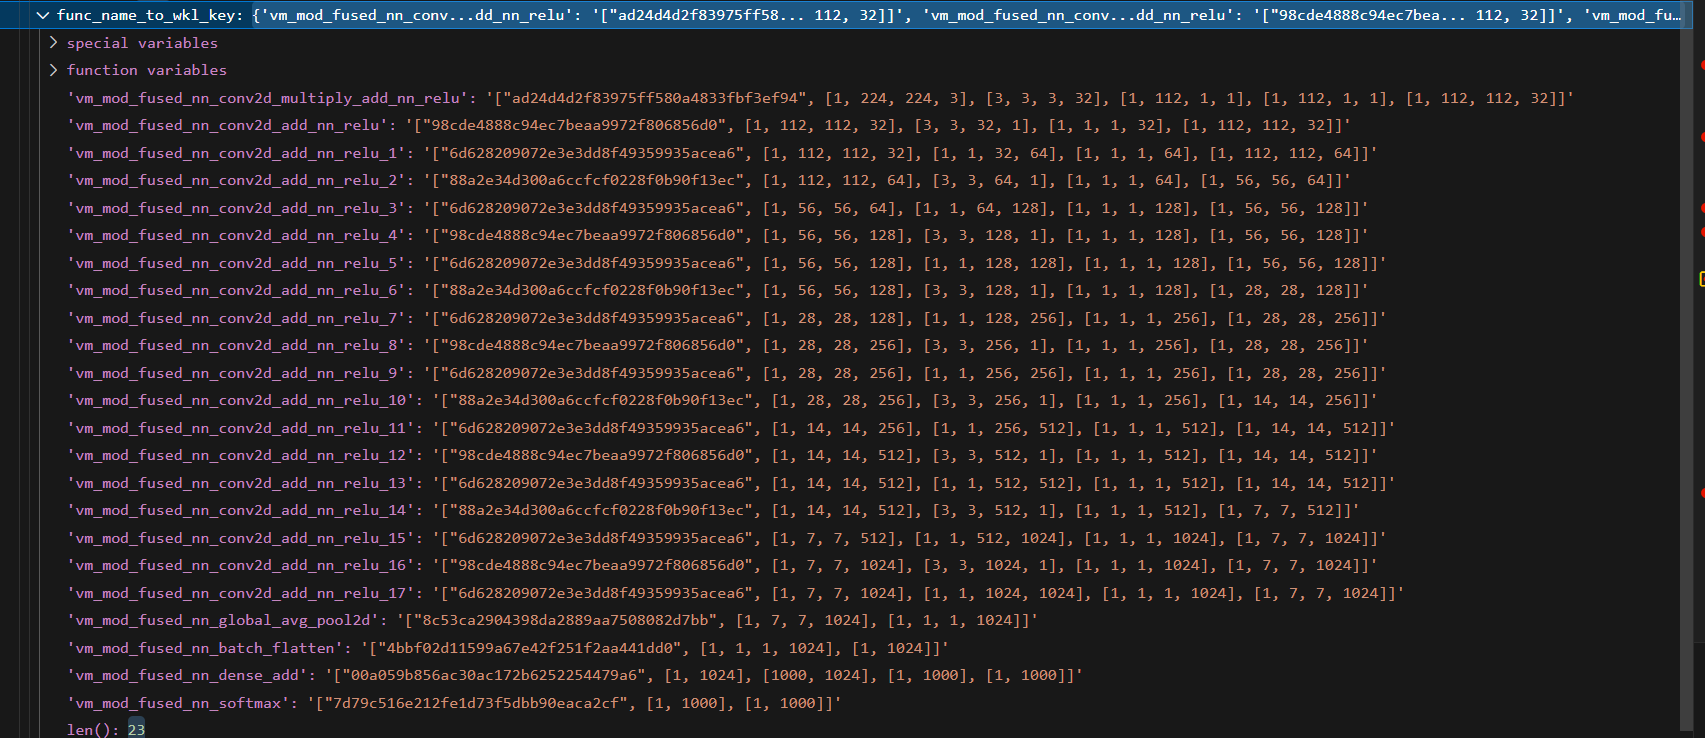 func_name_to_wkl_key: {'vm_mod_fused_nn_conv...dd_nn_relu': '["ad24d4d2f83975ff58... 112, 32]]', 'vm_mod_fused_nn_conv...dd_nn_relu': '["98cde4888c94ec7bea... 112, 32]]', 'vm_mod_fu...
special variables
function variables
'vm_mod_fused_nn_conv2d_multiply_add_nn_relu': '["ad24d4d2f83975ff580a4833fbf3ef94", [1, 224, 224, 3], [3, 3, 3, 32], [1, 112, 1, 1], [1, 112, 1, 1], [1, 112, 112, 32]]'
'vm_mod_fused_nn_conv2d_add_nn_relu': '["98cde4888c94ec7beaa9972f806856d0", [1, 112, 112, 32], [3, 3, 32, 1], [1, 1, 1, 32], [1, 112, 112, 32]]'
'vm_mod_fused_nn_conv2d_add_nn_relu_1': '["6d628209072e3e3dd8f49359935acea6", [1, 112, 112, 32], [1, 1, 32, 64], [1, 1, 1, 64], [1, 112, 112, 64]]'
'vm_mod_fused_nn_conv2d_add_nn_relu_2': '["88a2e34d300a6ccfcf0228f0b90f13ec", [1, 112, 112, 64], [3, 3, 64, 1], [1, 1, 1, 64], [1, 56, 56, 64]]'
'vm_mod_fused_nn_conv2d_add_nn_relu_3': '["6d628209072e3e3dd8f49359935acea6", [1, 56, 56, 64], [1, 1, 64, 128], [1, 1, 1, 128], [1, 56, 56, 128]]'
'vm_mod_fused_nn_conv2d_add_nn_relu_4': '["98cde4888c94ec7beaa9972f806856d0", [1, 56, 56, 128], [3, 3, 128, 1], [1, 1, 1, 128], [1, 56, 56, 128]]'
'vm_mod_fused_nn_conv2d_add_nn_relu_5': '["6d628209072e3e3dd8f49359935acea6", [1, 56, 56, 128], [1, 1, 128, 128], [1, 1, 1, 128], [1, 56, 56, 128]]'
'vm_mod_fused_nn_conv2d_add_nn_relu_6': '["88a2e34d300a6ccfcf0228f0b90f13ec", [1, 56, 56, 128], [3, 3, 128, 1], [1, 1, 1, 128], [1, 28, 28, 128]]'
'vm_mod_fused_nn_conv2d_add_nn_relu_7': '["6d628209072e3e3dd8f49359935acea6", [1, 28, 28, 128], [1, 1, 128, 256], [1, 1, 1, 256], [1, 28, 28, 256]]'
'vm_mod_fused_nn_conv2d_add_nn_relu_8': '["98cde4888c94ec7beaa9972f806856d0", [1, 28, 28, 256], [3, 3, 256, 1], [1, 1, 1, 256], [1, 28, 28, 256]]'
'vm_mod_fused_nn_conv2d_add_nn_relu_9': '["6d628209072e3e3dd8f49359935acea6", [1, 28, 28, 256], [1, 1, 256, 256], [1, 1, 1, 256], [1, 28, 28, 256]]'
'vm_mod_fused_nn_conv2d_add_nn_relu_10': '["88a2e34d300a6ccfcf0228f0b90f13ec", [1, 28, 28, 256], [3, 3, 256, 1], [1, 1, 1, 256], [1, 14, 14, 256]]'
'vm_mod_fused_nn_conv2d_add_nn_relu_11': '["6d628209072e3e3dd8f49359935acea6", [1, 14, 14, 256], [1, 1, 256, 512], [1, 1, 1, 512], [1, 14, 14, 512]]'
'vm_mod_fused_nn_conv2d_add_nn_relu_12': '["98cde4888c94ec7beaa9972f806856d0", [1, 14, 14, 512], [3, 3, 512, 1], [1, 1, 1, 512], [1, 14, 14, 512]]'
'vm_mod_fused_nn_conv2d_add_nn_relu_13': '["6d628209072e3e3dd8f49359935acea6", [1, 14, 14, 512], [1, 1, 512, 512], [1, 1, 1, 512], [1, 14, 14, 512]]'
'vm_mod_fused_nn_conv2d_add_nn_relu_14': '["88a2e34d300a6ccfcf0228f0b90f13ec", [1, 14, 14, 512], [3, 3, 512, 1], [1, 1, 1, 512], [1, 7, 7, 512]]'
'vm_mod_fused_nn_conv2d_add_nn_relu_15': '["6d628209072e3e3dd8f49359935acea6", [1, 7, 7, 512], [1, 1, 512, 1024], [1, 1, 1, 1024], [1, 7, 7, 1024]]'
'vm_mod_fused_nn_conv2d_add_nn_relu_16': '["98cde4888c94ec7beaa9972f806856d0", [1, 7, 7, 1024], [3, 3, 1024, 1], [1, 1, 1, 1024], [1, 7, 7, 1024]]'
'vm_mod_fused_nn_conv2d_add_nn_relu_17': '["6d628209072e3e3dd8f49359935acea6", [1, 7, 7, 1024], [1, 1, 1024, 1024], [1, 1, 1, 1024], [1, 7, 7, 1024]]'
'vm_mod_fused_nn_global_avg_pool2d': '["8c53ca2904398da2889aa7508082d7bb", [1, 7, 7, 1024], [1, 1, 1, 1024]]'
'vm_mod_fused_nn_batch_flatten': '["4bbf02d11599a67e42f251f2aa441dd0", [1, 1, 1, 1024], [1, 1024]]'
'vm_mod_fused_nn_dense_add': '["00a059b856ac30ac172b6252254479a6", [1, 1024], [1000, 1024], [1, 1000], [1, 1000]]'
'vm_mod_fused_nn_softmax': '["7d79c516e212fe1d73f5dbb90eaca2cf", [1, 1000], [1, 1000]]'
len(): 23